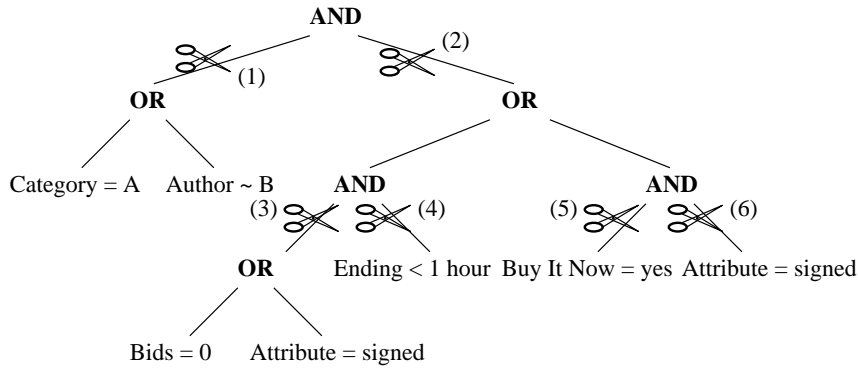 AND
(1)
(2)
OR
OR
Category = A
Author ~ B
AND
AND
(3)
(4)
(5)
(6)
OR
Ending < 1 hour
Buy It Now = yes
Attribute = signed
Bids = 0
Attribute = signed